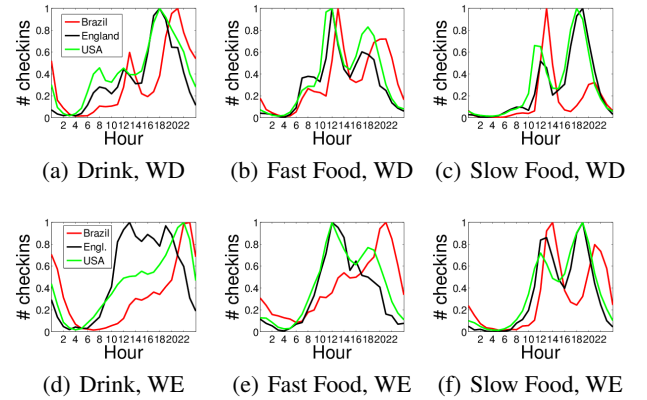 Brazil
England
USA
# checkins
1
0.8
0.6
0.4
0.2
0
2 4 6 8 10 12 14 16 18 20 22
Hour
(a) Drink, WD
# checkins
1
0.8
0.6
0.4
0.2
0
2 4 6 8 10 12 14 16 18 20 22
Hour
(b) Fast Food, WD
# checkins
1
0.8
0.6
0.4
0.2
0
2 4 6 8 10 12 14 16 18 20 22
Hour
(c) Slow Food, WD
Brazil
Engl.
USA
# checkins
1
0.8
0.6
0.4
0.2
0
2 4 6 8 10 12 14 16 18 20 22
Hour
(d) Drink, WE
# checkins
1
0.8
0.6
0.4
0.2
0
2 4 6 8 10 12 14 16 18 20 22
Hour
(e) Fast Food, WE
# checkins
1
0.8
0.6
0.4
0.2
0
2 4 6 8 10 12 14 16 18 20 22
Hour
(f) Slow Food, WE